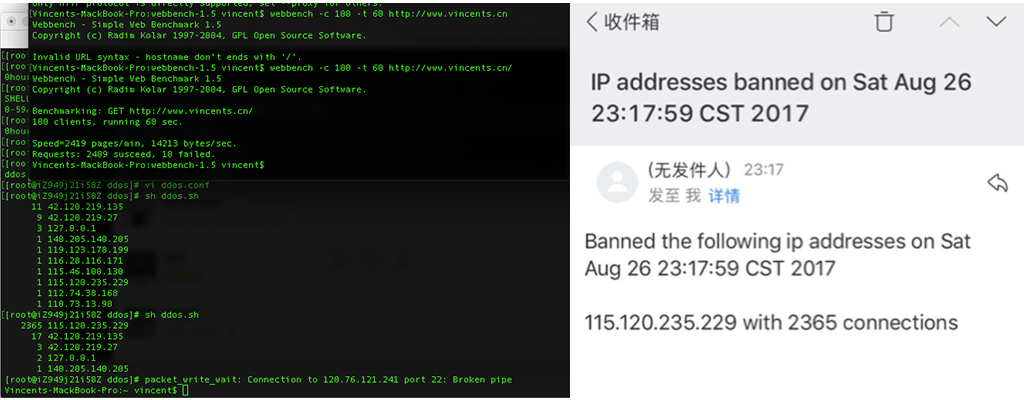 only HTTP protocol is directly supported, set --proxy for others.
[Vincents-MackBook-Pro:webbench-1.5 vincent$ webbench -c 100 -t 60 http://www.vincents.cn
Webbench - Simple Web Benchmark 1.5
Copyright (c) Radim Kolar 1997-2004, GPL Open Source Software.
Invalid URL syntax - hostname don't ends with '/'.
[Vincents-MackBook-Pro:webbench-1.5 vincent$ webbench -c 100 -t 60 http://www.vincents.cn/
Webbench - Simple Web Benchmark 1.5
Copyright (c) Radim Kolar 1997-2004, GPL Open Source Software.
Benchmarking: GET http://www.vincents.cn/
100 clients, running 60 sec.
Speed=2419 pages/min, 14213 bytes/sec.
Requests: 2409 susceed, 10 failed.
Vincents-MackBook-Pro:webbench-1.5 vincent$
[[root
[[root
0hour
SHELL
0-59/
[[root
0hour
[[root
[[root
[[root
ddos
[[root@iZ949j21i58Z ddos]# vi ddos.conf
[[root@iZ949j21i58Z ddos]# sh ddos.sh
11 42.120.219.135
9 42.120.219.27
3 127.0.0.1
1 140.205.140.205
1 119.123.178.199
1 116.28.116.171
1 115.46.100.130
1 115.120.235.229
1 112.74.38.168
1 110.73.13.90
[[root@iZ949j21i58Z ddos]# sh ddos.sh
2365 115.120.235.229
17 42.120.219.135
3 42.120.219.27
2 127.0.0.1
1 140.205.140.205
[root@iZ949j21i58Z ddos]# packet_write_wait: Connection to 120.76.121.241 port 22: Broken pipe
Vincents-MackBook-Pro:~ vincent$
收件箱
IP addresses banned on Sat Aug 26
23:17:59 CST 2017
(无发件人) 23:17
发至 我 详情
Banned the following ip addresses on Sat
Aug 26 23:17:59 CST 2017
115.120.235.229 with 2365 connections